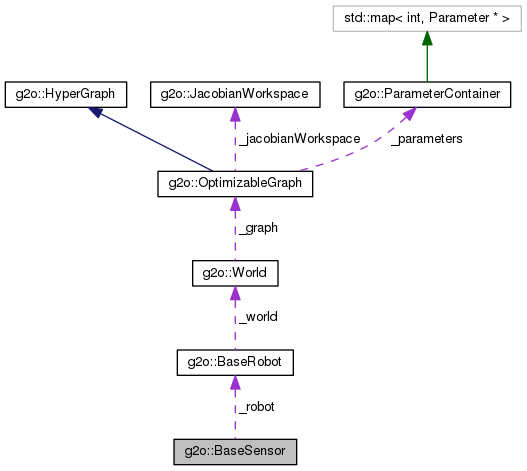 std::map< int, Parameter * >
g2o::HyperGraph
g2o::JacobianWorkspace
g2o::ParameterContainer
_jacobianWorkspace
_parameters
g2o::OptimizableGraph
_graph
g2o::World
_world
g2o::BaseRobot
_robot
g2o::BaseSensor